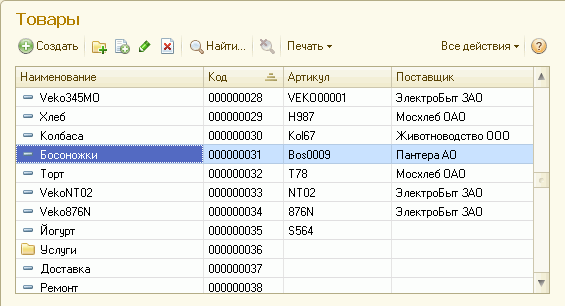 Товары
Создать Найти... Печать Все действия ?
Наименование Код Артикул Поставщик
Veko345MO 000000028 VEKO00001 ЭлектроБыт ЗАО
Хлеб 000000029 H987 Мосхлеб ОАО
Колбаса 000000030 Kol67 Животноводство ООО
Босоножки 000000031 Bos0009 Пантера АО
Торт 000000032 T78 Мосхлеб ОАО
VekoNT02 000000033 NT02 ЭлектроБыт ЗАО
Veko876N 000000034 876N ЭлектроБыт ЗАО
Йогурт 000000035 S564
Услуги 000000036
Доставка 000000037
Ремонт 000000038